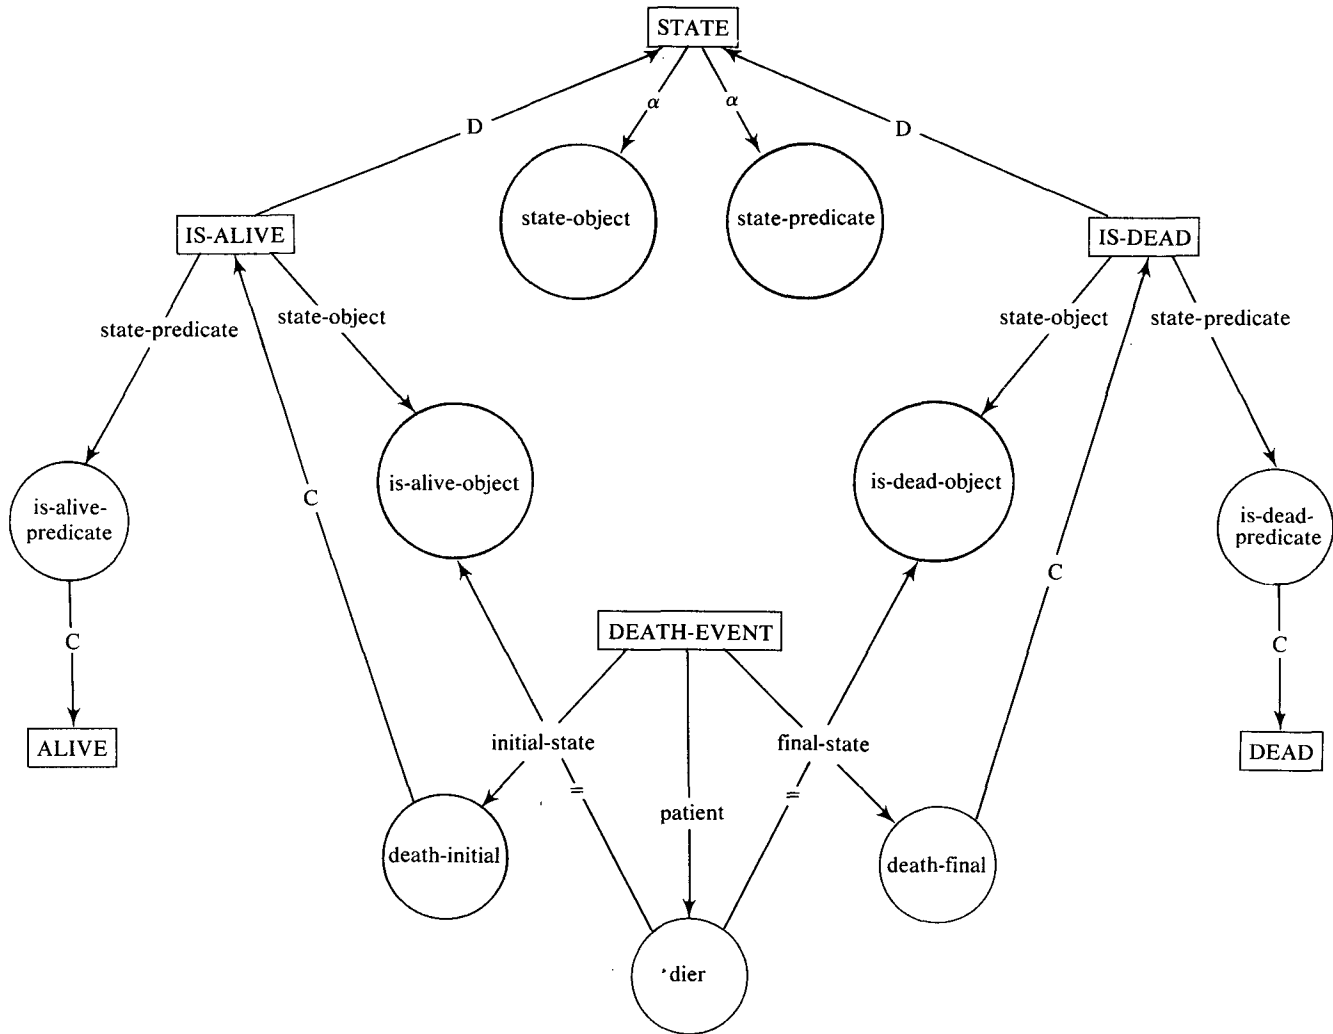 STATE
α
α
D
D
state-object
state-predicate
IS-ALIVE
IS-DEAD
state-predicate
state-object
state-object
state-predicate
is-alive-object
is-dead-object
C
is-alive-
predicate
is-dead-
predicate
C
C
DEATH-EVENT
C
ALIVE
initial-state
final-state
DEAD
=
=
patient
death-initial
death-final
dier